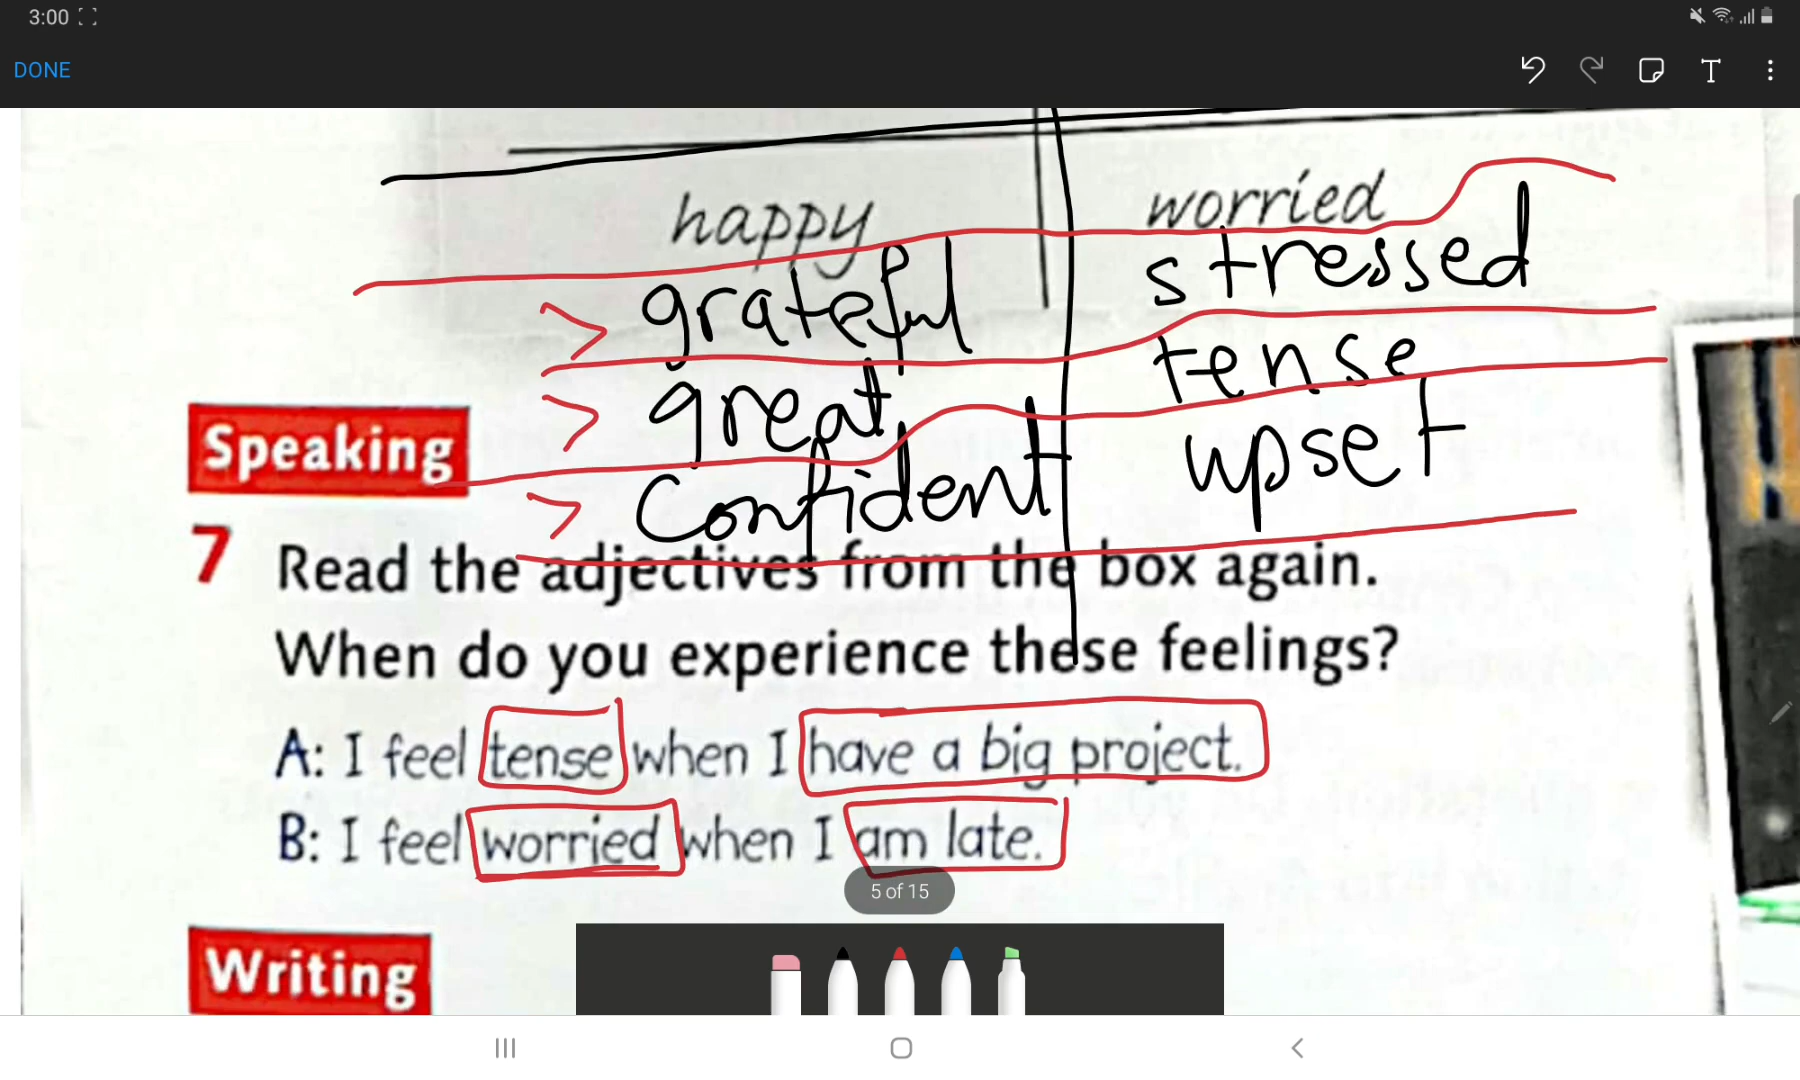 3:00
DONE
T
happy worried
grateful stressed
great tense
confident upset
Speaking
7 Read the adjectives from the box again.
When do you experience these feelings?
A: I feel tense when I have a big project.
B: I feel worried when I am late.
5 of 15
Writing